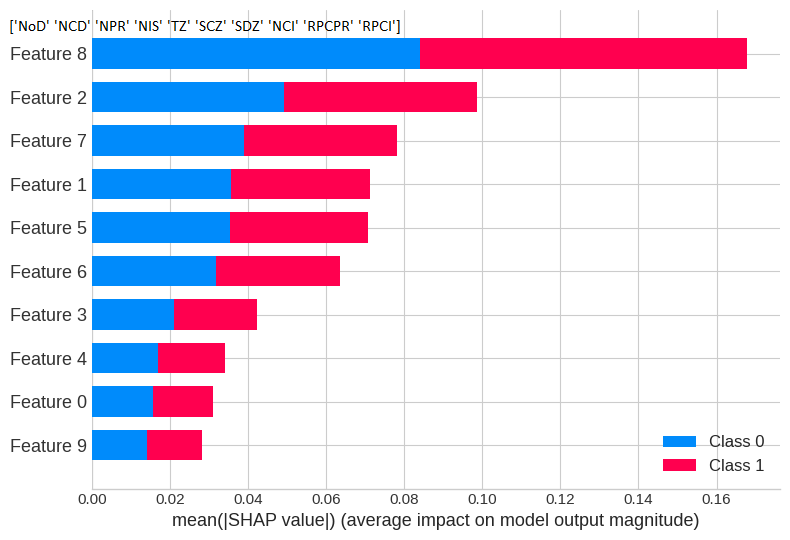 ['NoD' 'NCD' 'NPR' 'NIS' 'TZ' 'SCZ' 'SDZ' 'NCI' 'RPCPR' 'RPCI']
Feature 8
Feature 2
Feature 7
Feature 1
Feature 5
Feature 6
Feature 3
Feature 4
Feature 0
Feature 9
Class 0
Class 1
0.00 0.02 0.04 0.06 0.08 0.10 0.12 0.14 0.16
mean(|SHAP value|) (average impact on model output magnitude)